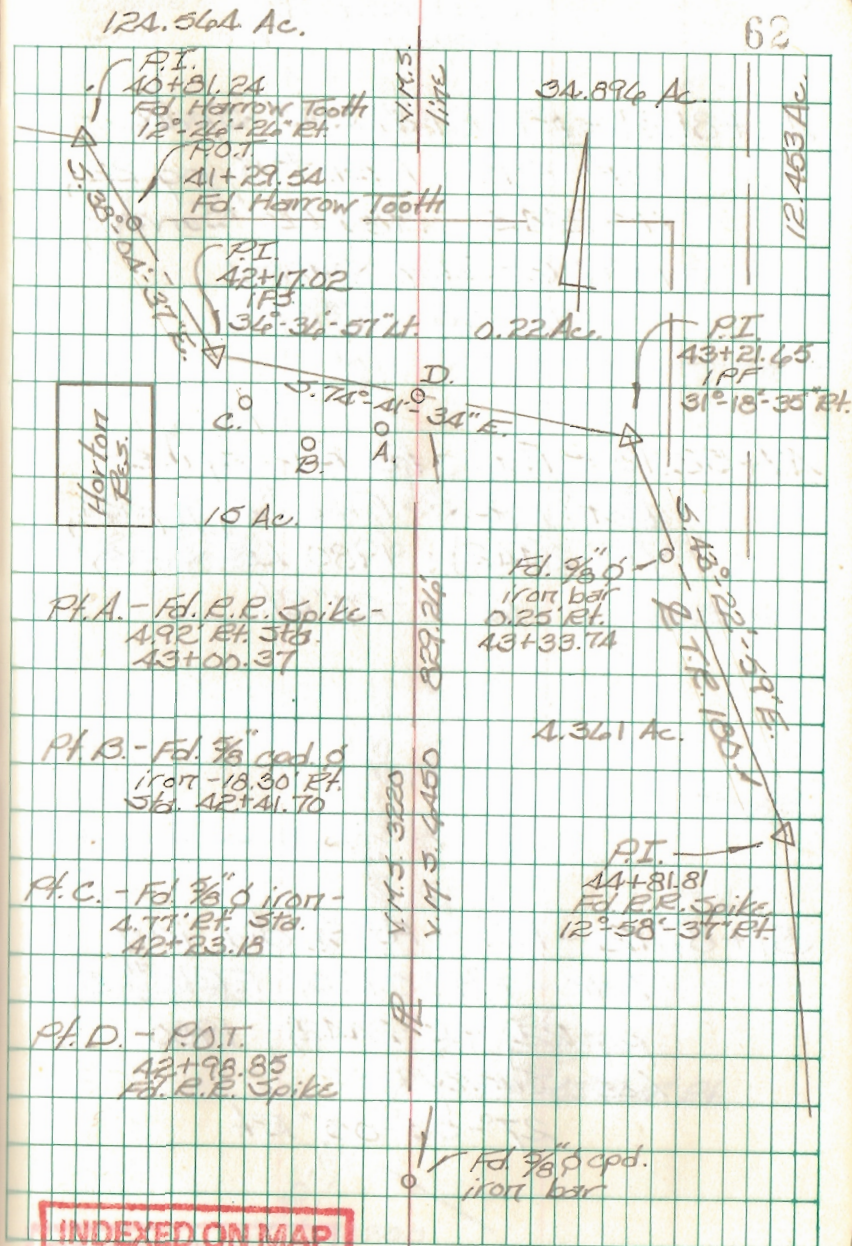 124.564 Ac.
62
P.I.
40+81.24
Fd. Harrow Tooth
12°-26'-26" Rt.
P.O.T.
41+29.54
Fd. Harrow Tooth
V.M.S.
line
34.896 Ac.
12.453 Ac.
S. 38°-04'-37" E.
P.I.
42+17.02
IPS
36°-36'-57" Lt.
0.22 Ac.
P.I.
43+21.65
IPF
31°-18'-35" Rt.
S. 74°-41'-34" E.
D.
C.
B.
A.
Horton
Res.
15 Ac.
S. 43°-22'-59" E.
Fd. 5/8" ϕ
iron bar
0.25' Rt.
43+33.74
T.R. 180-
829.26'
Pt. A. - Fd. R.R. Spike -
4.92' Rt. Sta.
43+00.37
4.361 Ac.
Pt. B. - Fd. 5/8" cpd. ϕ
iron - 18.30' Rt.
Sta. 42+41.70
V.M.S. 3220
V.M.S. 4450
P.I.
44+81.81
Fd. R.R. Spike
12°-58'-37" Rt.
Pt. C. - Fd. 5/8" ϕ iron -
4.77' Rt. Sta.
42+23.18
PL
Pt. D. - P.O.T.
42+98.85
Fd. R.R. Spike
Fd. 5/8" ϕ cpd.
iron bar
INDEXED ON MAP